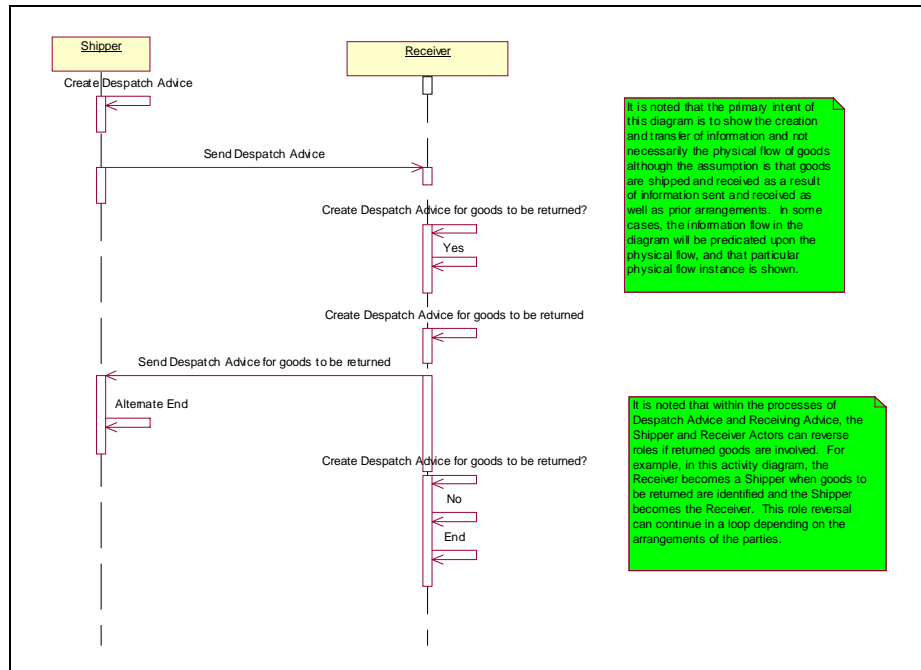 Shipper
Receiver
Create Despatch Advice
Send Despatch Advice
Create Despatch Advice for goods to be returned?
Yes
Create Despatch Advice for goods to be returned
Send Despatch Advice for goods to be returned
Alternate End
Create Despatch Advice for goods to be returned?
No
End
It is noted that the primary intent of
this diagram is to show the creation
and transfer of information and not
necessarily the physical flow of goods
although the assumption is that goods
are shipped and received as a result
of information sent and received as
well as prior arrangements.  In some
cases, the information flow in the
diagram will be predicated upon the
physical flow, and that particular
physical flow instance is shown.
It is noted that within the processes of
Despatch Advice and Receiving Advice, the
Shipper and Receiver Actors can reverse
roles if returned goods are involved.  For
example, in this activity diagram, the
Receiver becomes a Shipper when goods to
be returned are identified and the Shipper
becomes the Receiver.  This role reversal
can continue in a loop depending on the
arrangements of the parties.